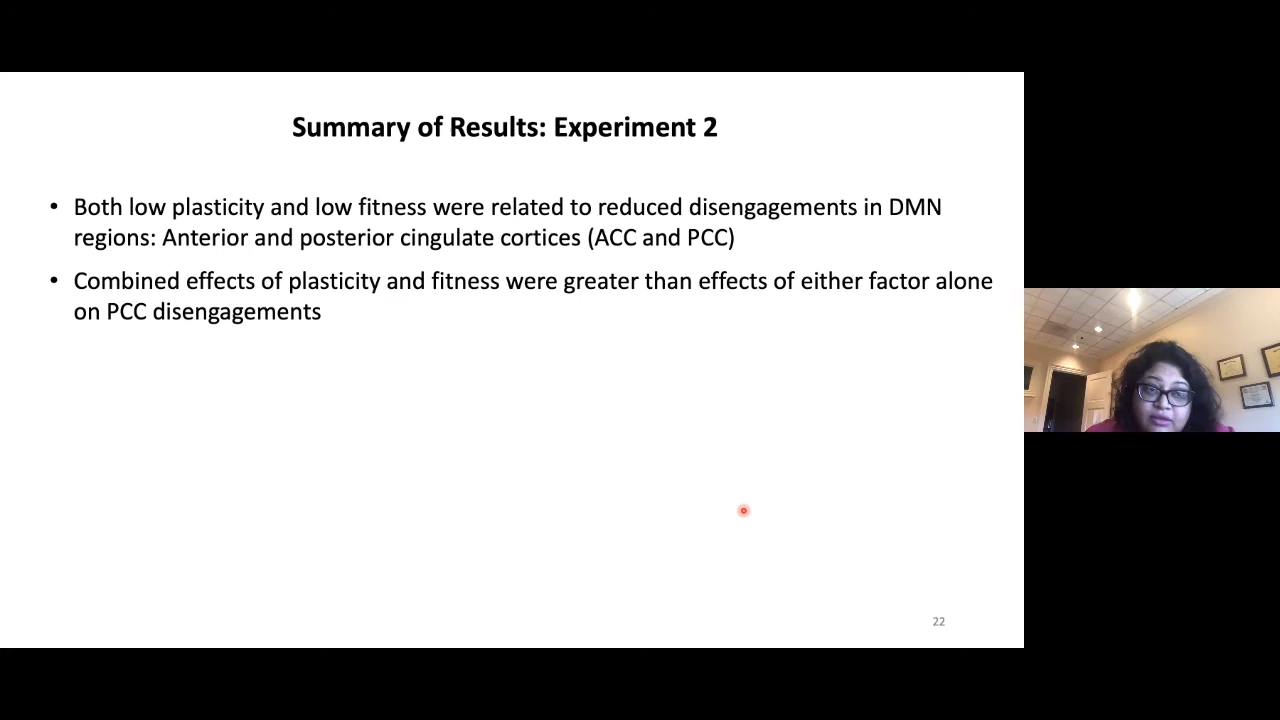 Summary of Results: Experiment 2
• Both low plasticity and low fitness were related to reduced disengagements in DMN
regions: Anterior and posterior cingulate cortices (ACC and PCC)
• Combined effects of plasticity and fitness were greater than effects of either factor alone
on PCC disengagements
22